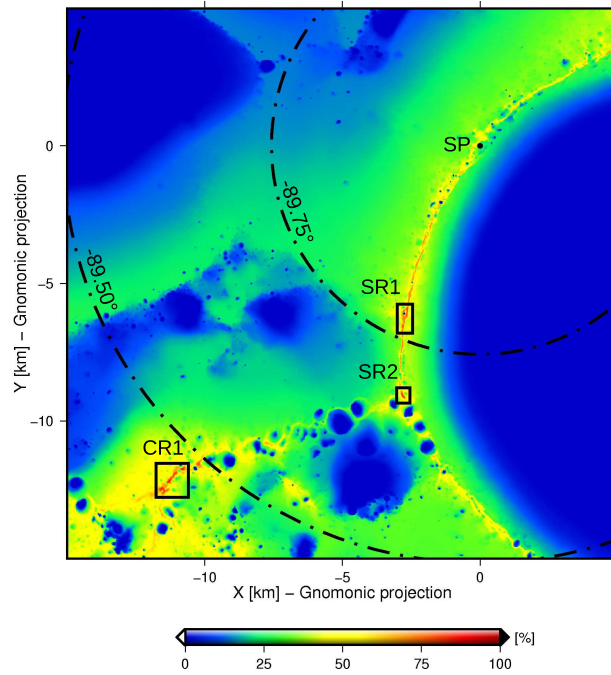 0
−5
−10
Y [km] − Gnomonic projection
SP
-89.75°
-89.50°
SR1
SR2
CR1
−10 −5 0
X [km] − Gnomonic projection
[%]
0 25 50 75 100